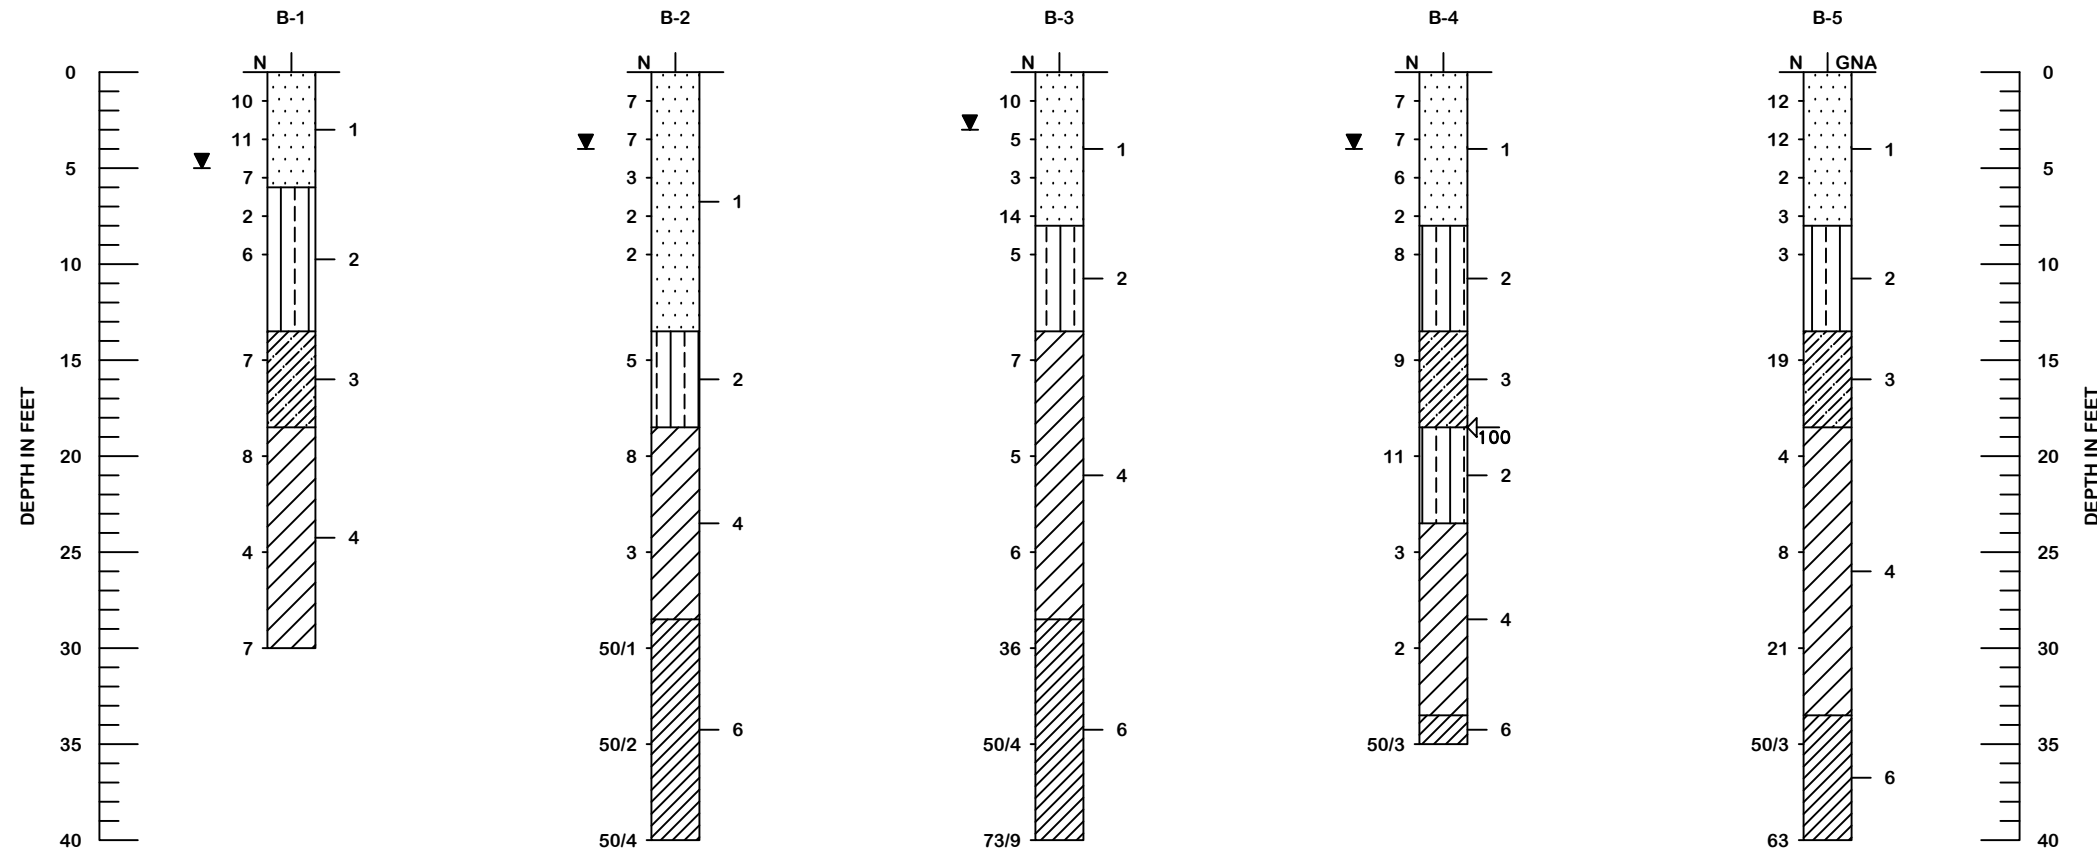 B-1 B-2 B-3 B-4 B-5
N N N N N GNA
0 0
10 7 10 7 12
1
11 7 5 7 12
1 1 1
5 5
7 3 3 6 2
1
2 2 14 2 3
6 2 5 8 3
2
10 10
2 2 2
15 7 5 7 9 19 15
3 2 3 3
100
20 8 8 5 11 4 20
4 2
DEPTH IN FEET DEPTH IN FEET
4
4
25 4 3 6 3 8 25
4
4
30 7 50/1 36 2 21 30
6 6 6
35 50/2 50/4 50/3 50/3 35
6
40 50/4 73/9 63 40